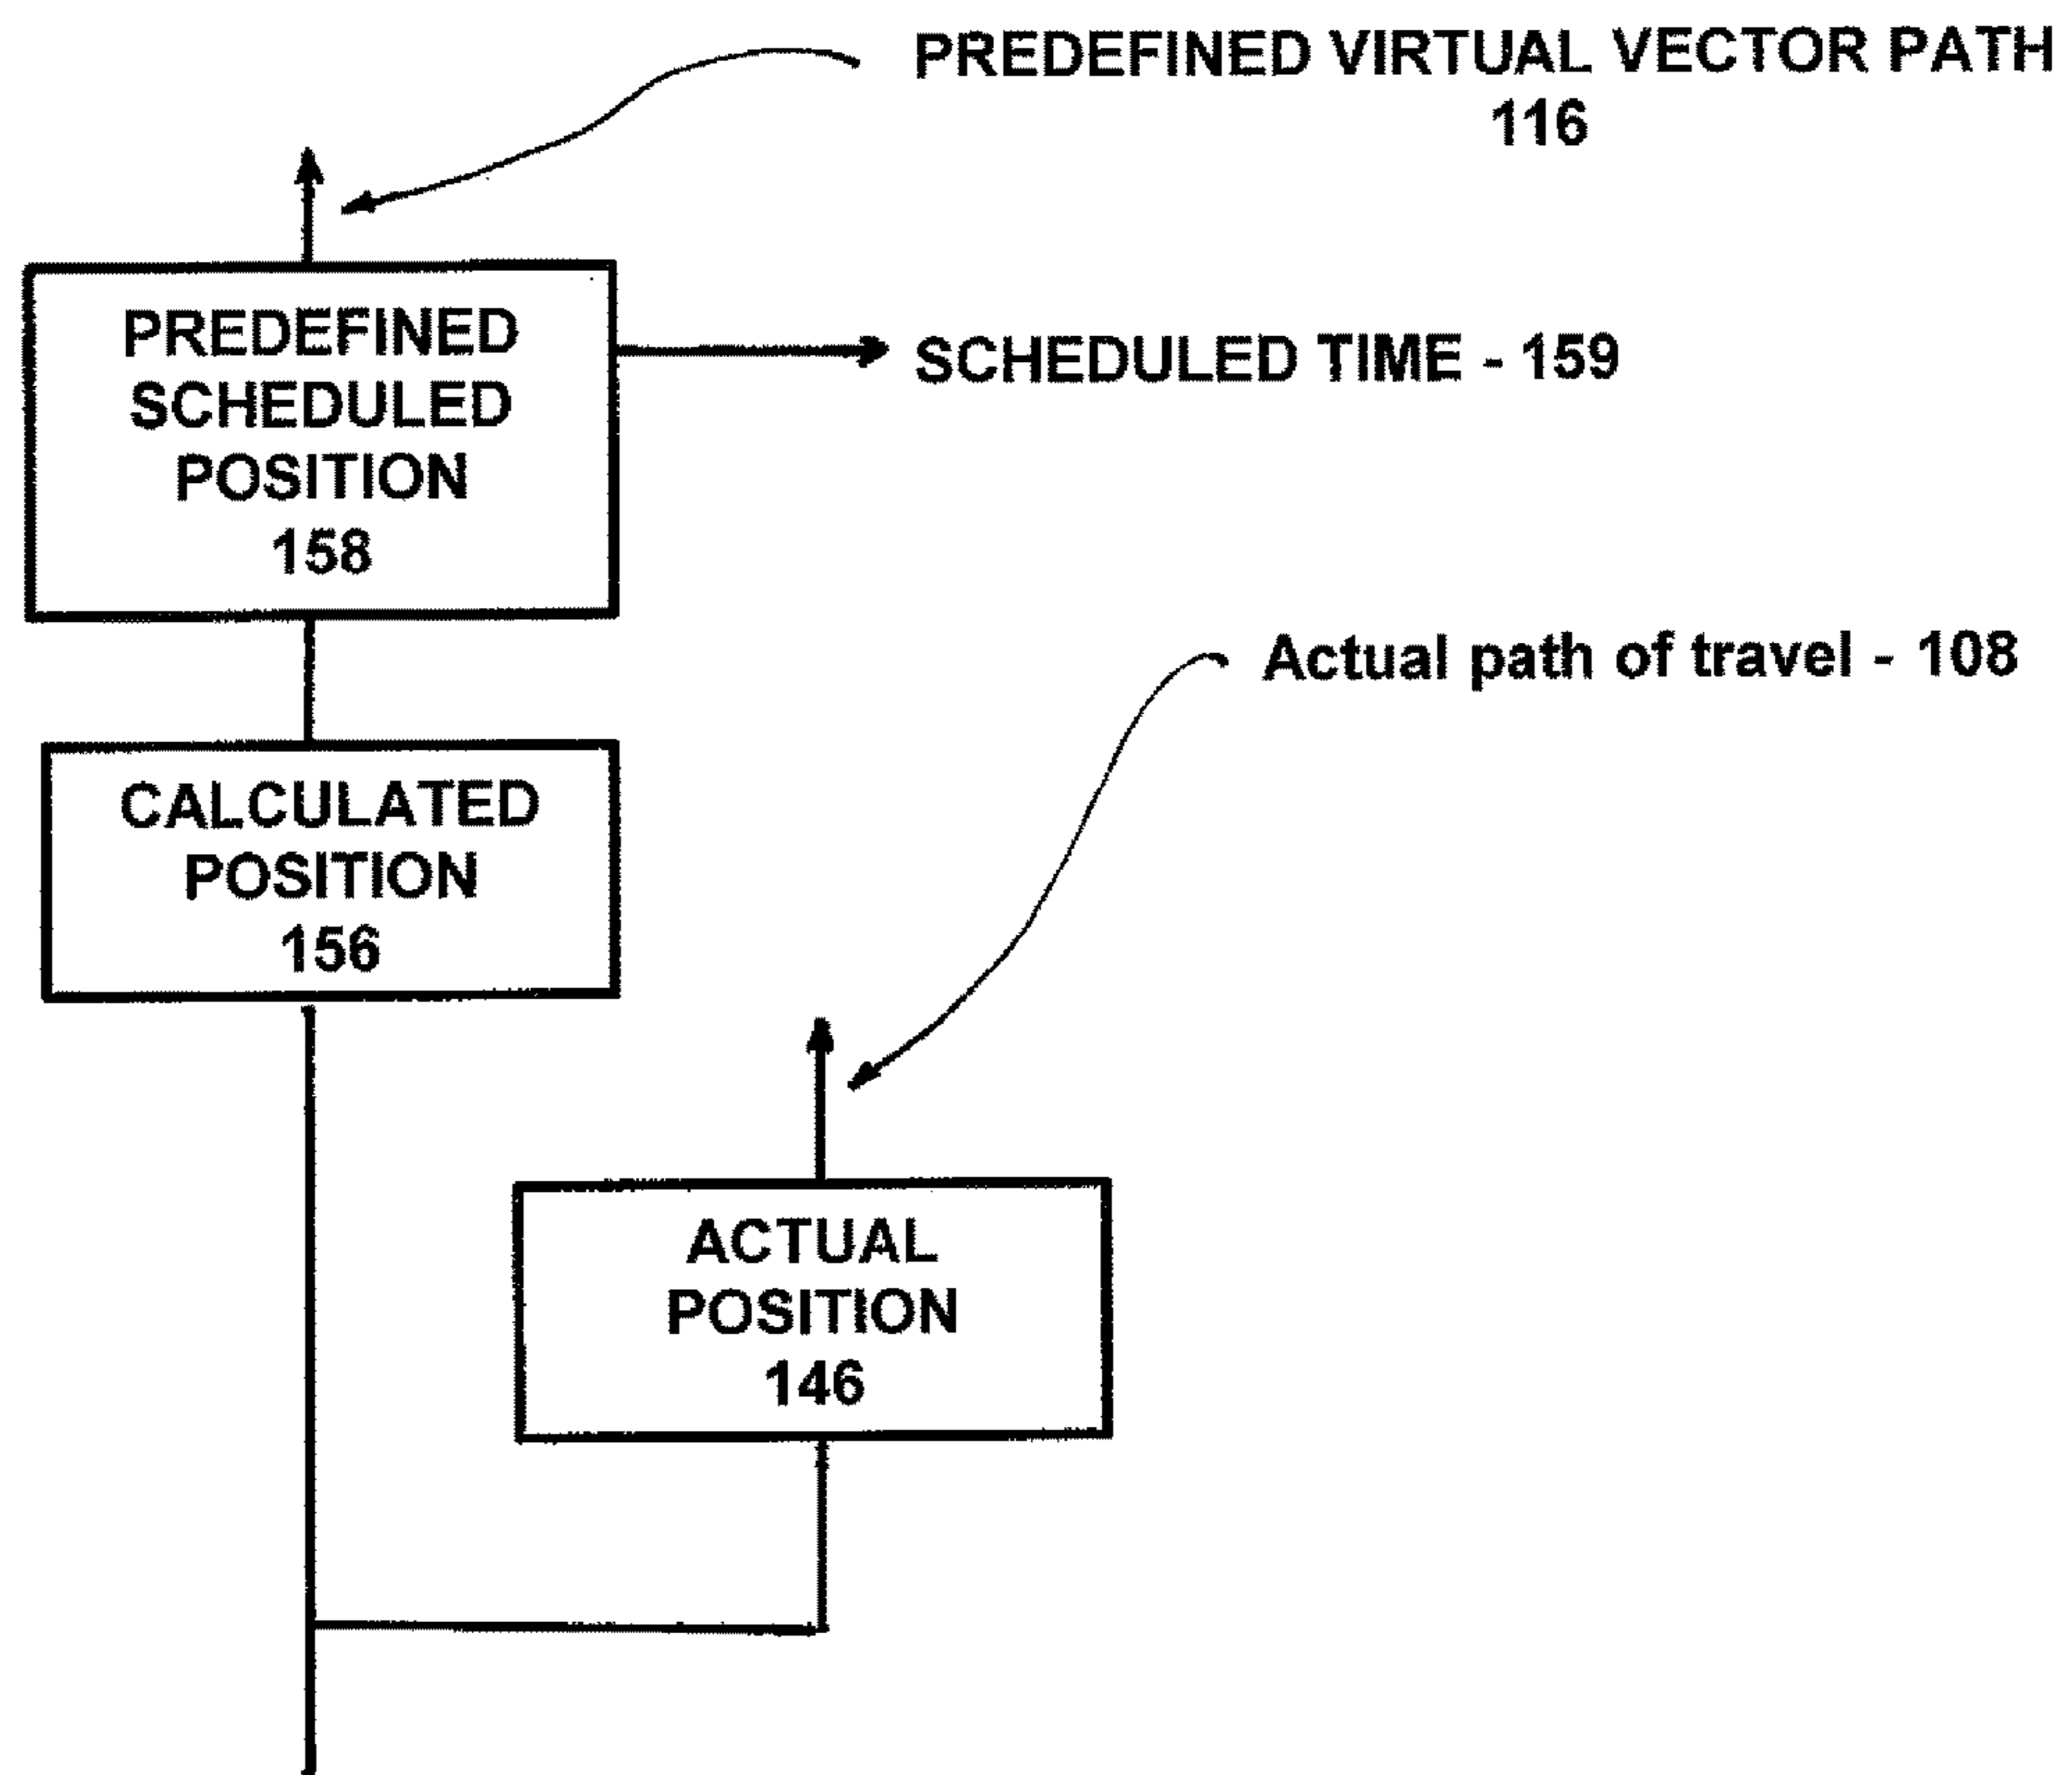 PREDEFINED VIRTUAL VECTOR PATH
116
PREDEFINED
SCHEDULED
POSITION
158
SCHEDULED TIME - 159
Actual path of travel - 108
CALCULATED
POSITION
156
ACTUAL
POSITION
146